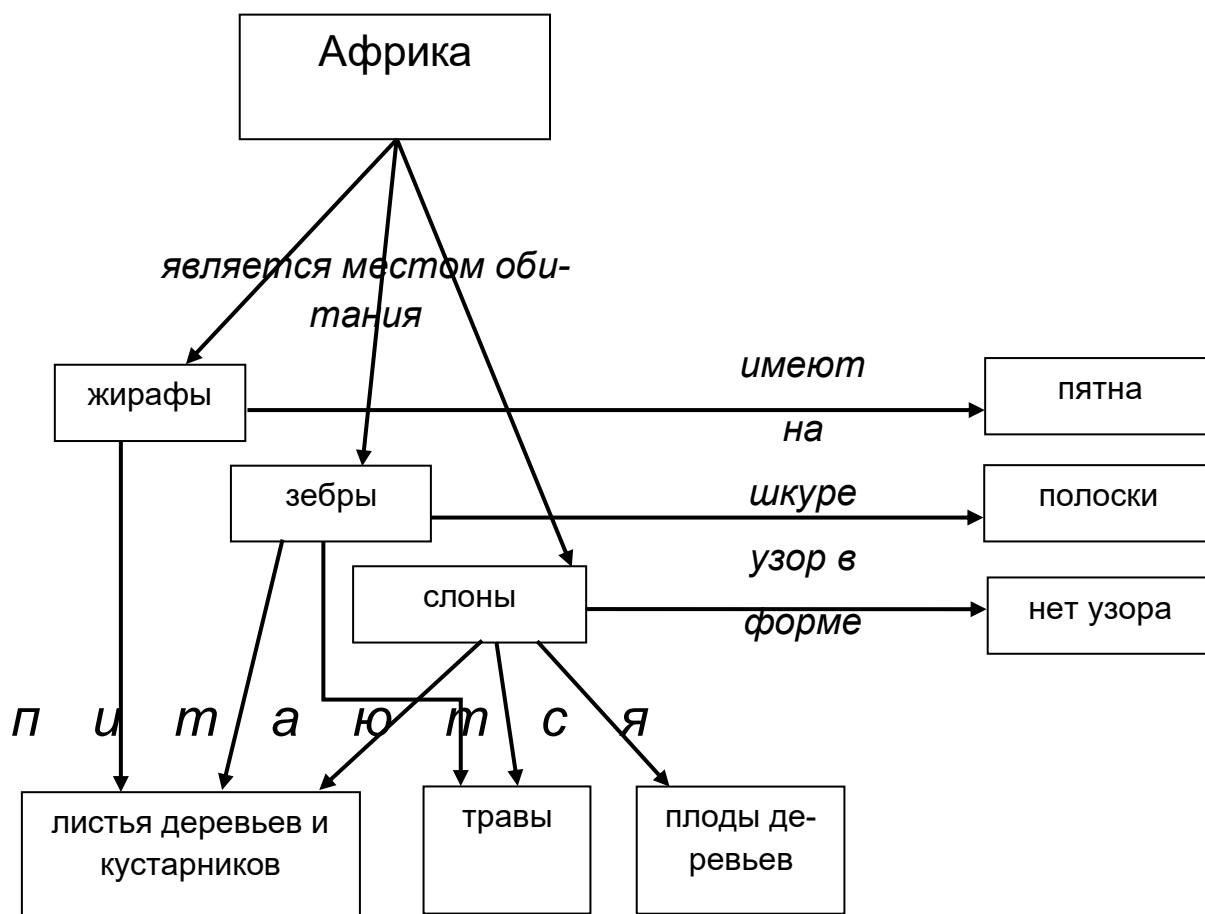 Африка
является местом оби-
тания
жирафы
имеют
пятна
на
зебры
шкуре
полоски
узор в
слоны
форме
нет узора
п и т а ю т с я
листья деревьев и
кустарников
травы
плоды де-
ревьев